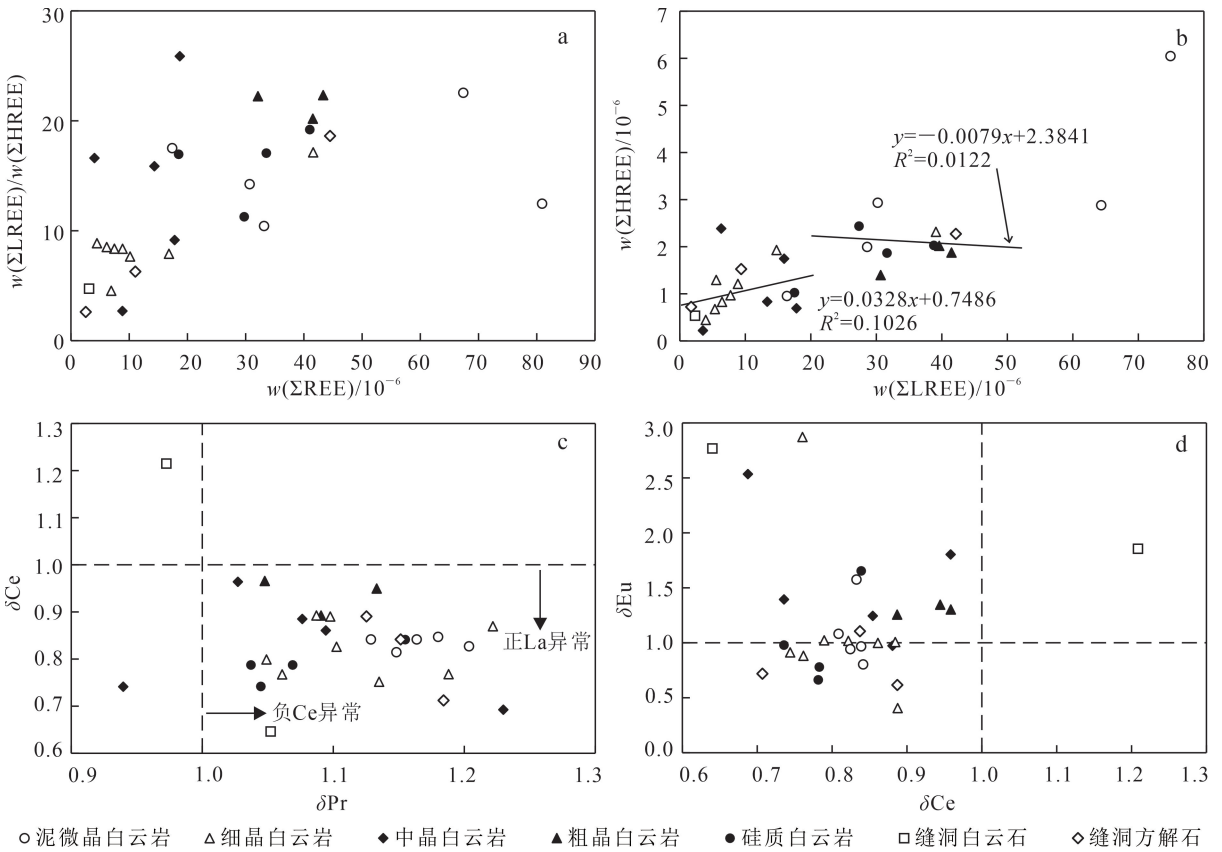 a
30
20
10
0
w(ΣLREE)/w(ΣHREE)
0 10 20 30 40 50 60 70 80 90
w(ΣREE)/10⁻⁶
b
7
6
5
4
3
2
1
0
w(ΣHREE)/10⁻⁶
y=−0.0079x+2.3841
R²=0.0122
y=0.0328x+0.7486
R²=0.1026
0 10 20 30 40 50 60 70 80
w(ΣLREE)/10⁻⁶
c
1.3
1.2
1.0
0.9
0.8
0.7
0.6
δCe
正La异常
负Ce异常
0.9 1.0 1.1 1.2 1.3
δPr
d
3.0
2.5
2.0
1.5
1.0
0.5
0.0
δEu
0.6 0.7 0.8 0.9 1.0 1.1 1.2 1.3
δCe
泥微晶白云岩 细晶白云岩 中晶白云岩 粗晶白云岩 硅质白云岩 缝洞白云石 缝洞方解石